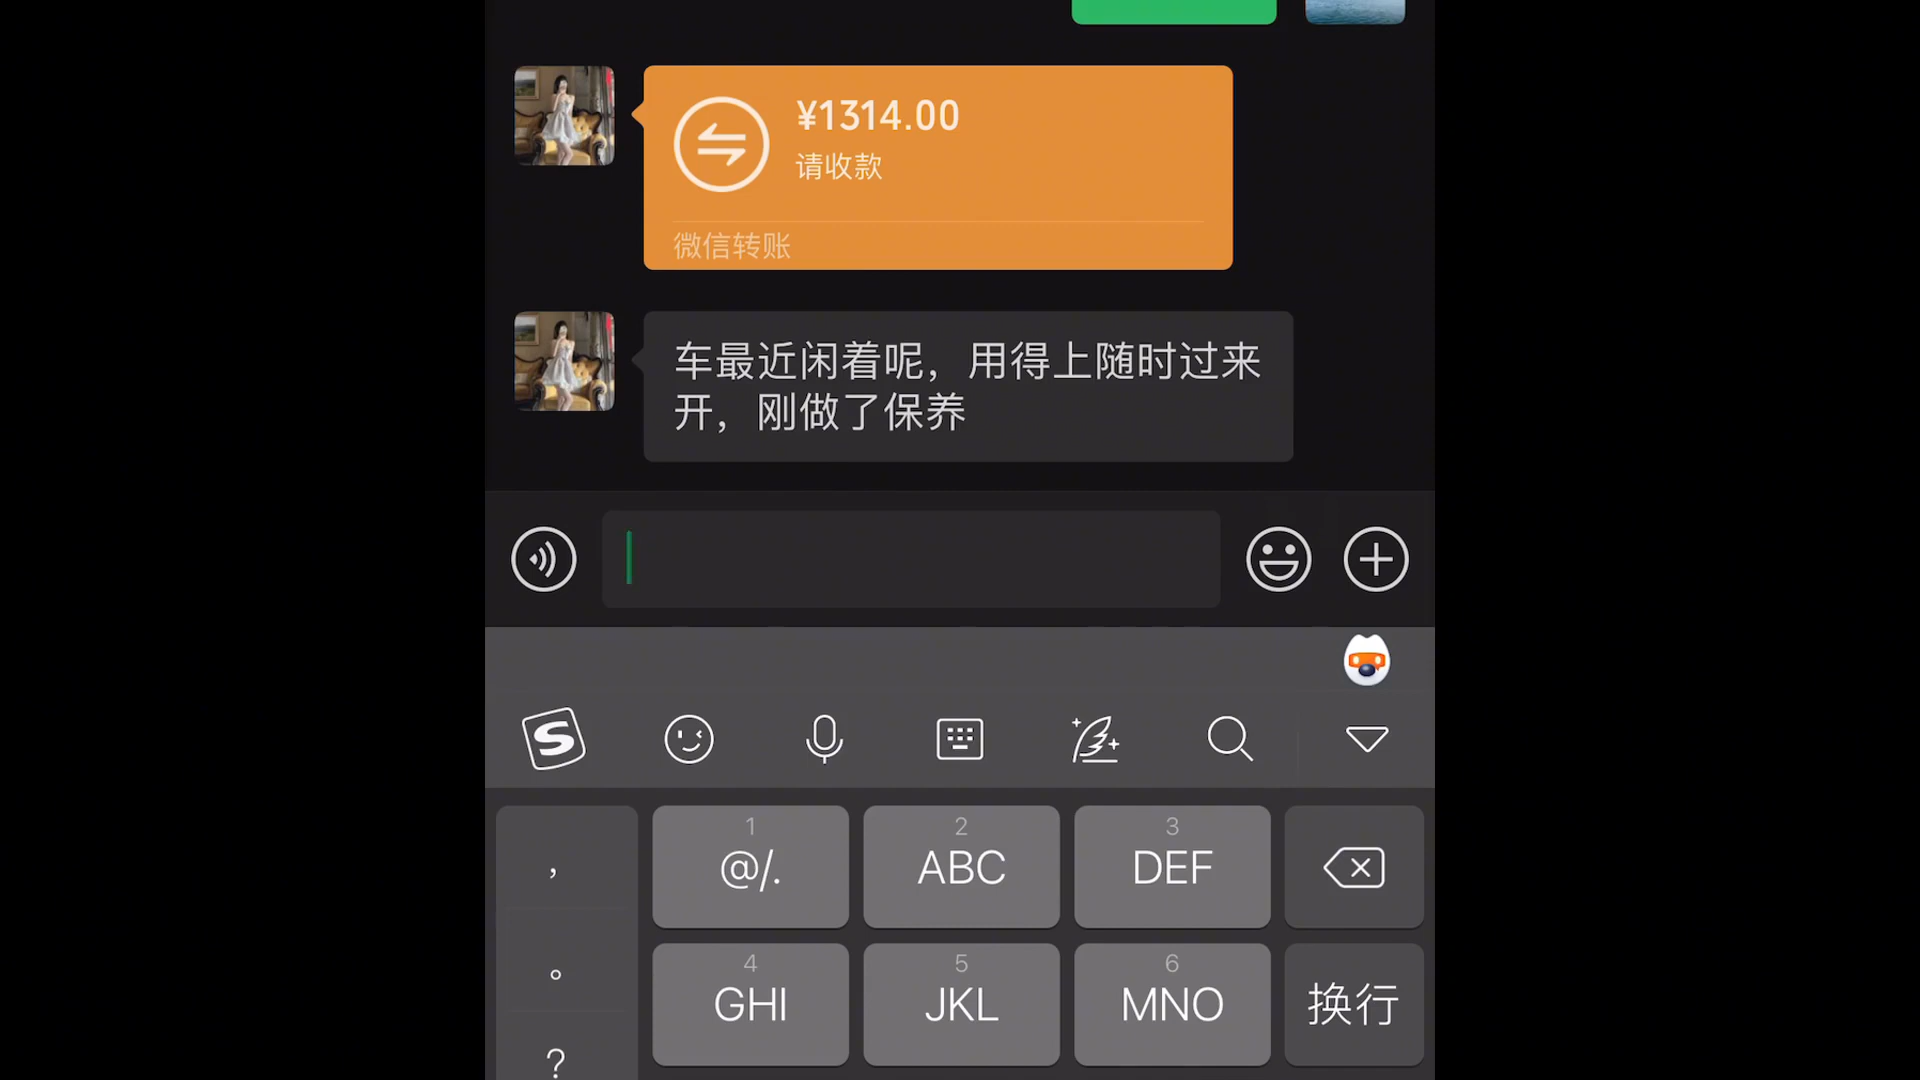 ¥1314.00
请收款
微信转账
车最近闲着呢，用得上随时过来
开，刚做了保养
S
1
@/.
2
ABC
3
DEF
，
4
GHI
5
JKL
6
MNO
换行
。
?